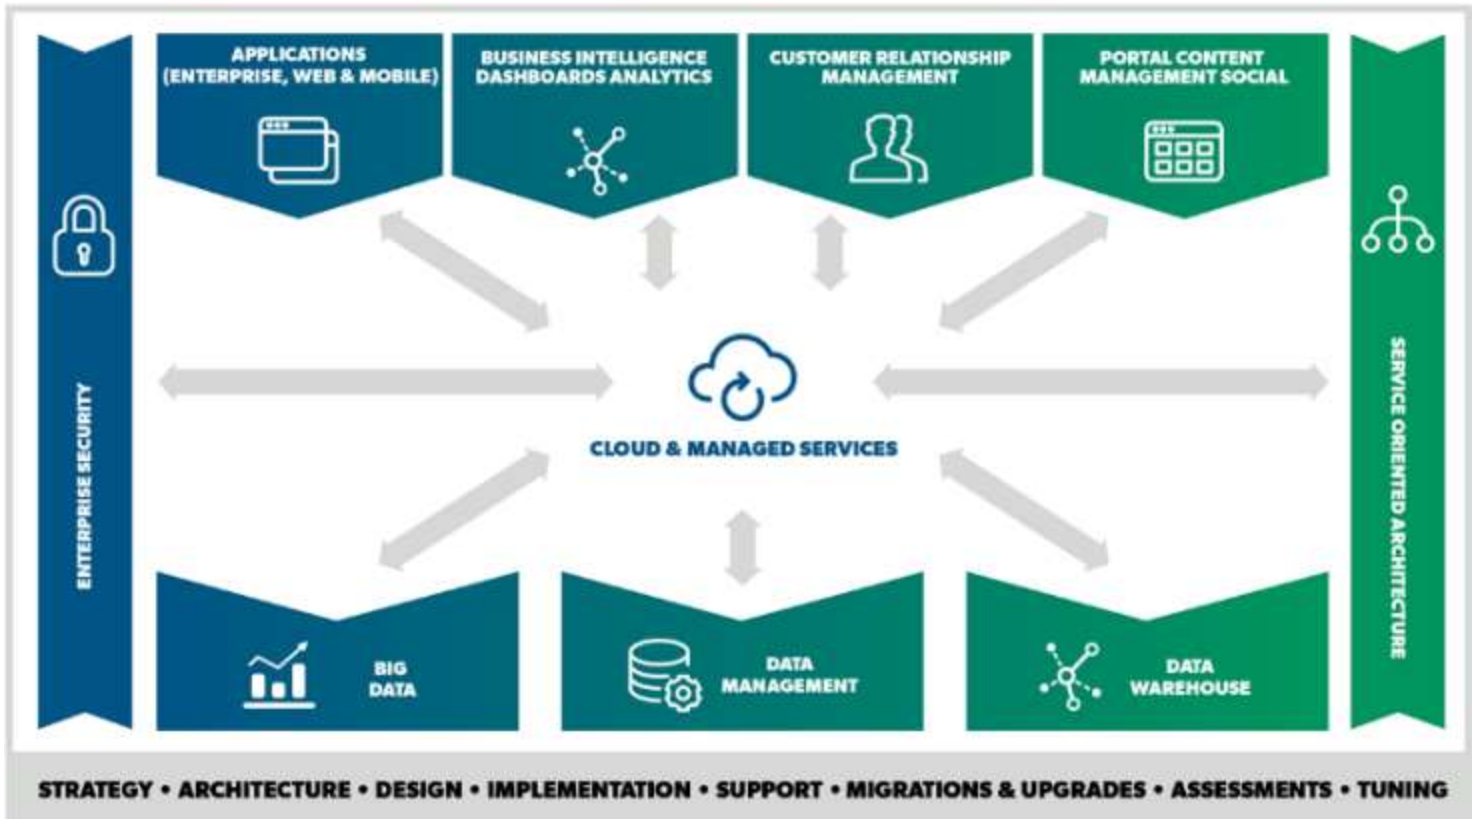 APPLICATIONS
(ENTERPRISE, WEB & MOBILE)
BUSINESS INTELLIGENCE
DASHBOARDS ANALYTICS
CUSTOMER RELATIONSHIP
MANAGEMENT
PORTAL CONTENT
MANAGEMENT SOCIAL
ENTERPRISE SECURITY
CLOUD & MANAGED SERVICES
SERVICE ORIENTED ARCHITECTURE
BIG
DATA
DATA
MANAGEMENT
DATA
WAREHOUSE
STRATEGY • ARCHITECTURE • DESIGN • IMPLEMENTATION • SUPPORT • MIGRATIONS & UPGRADES • ASSESSMENTS • TUNING